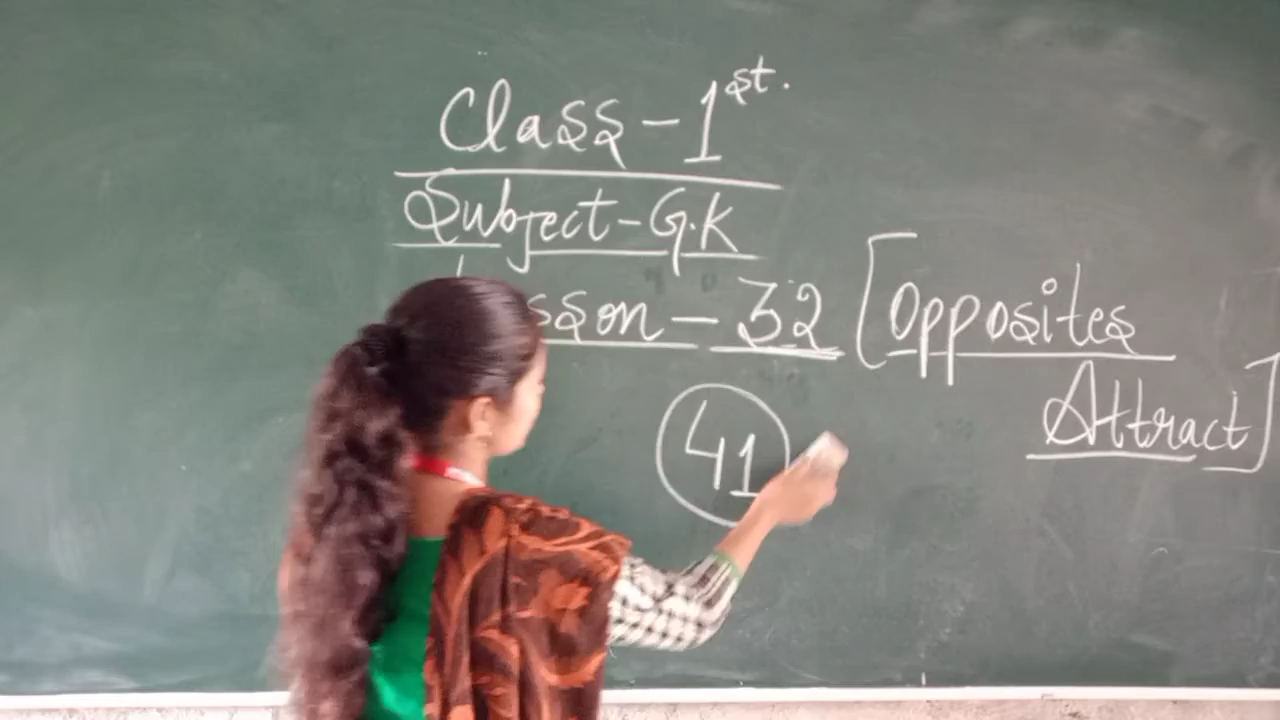 Class - 1st.
Subject - G.K
sson - 32 [Opposites
Attract]
41